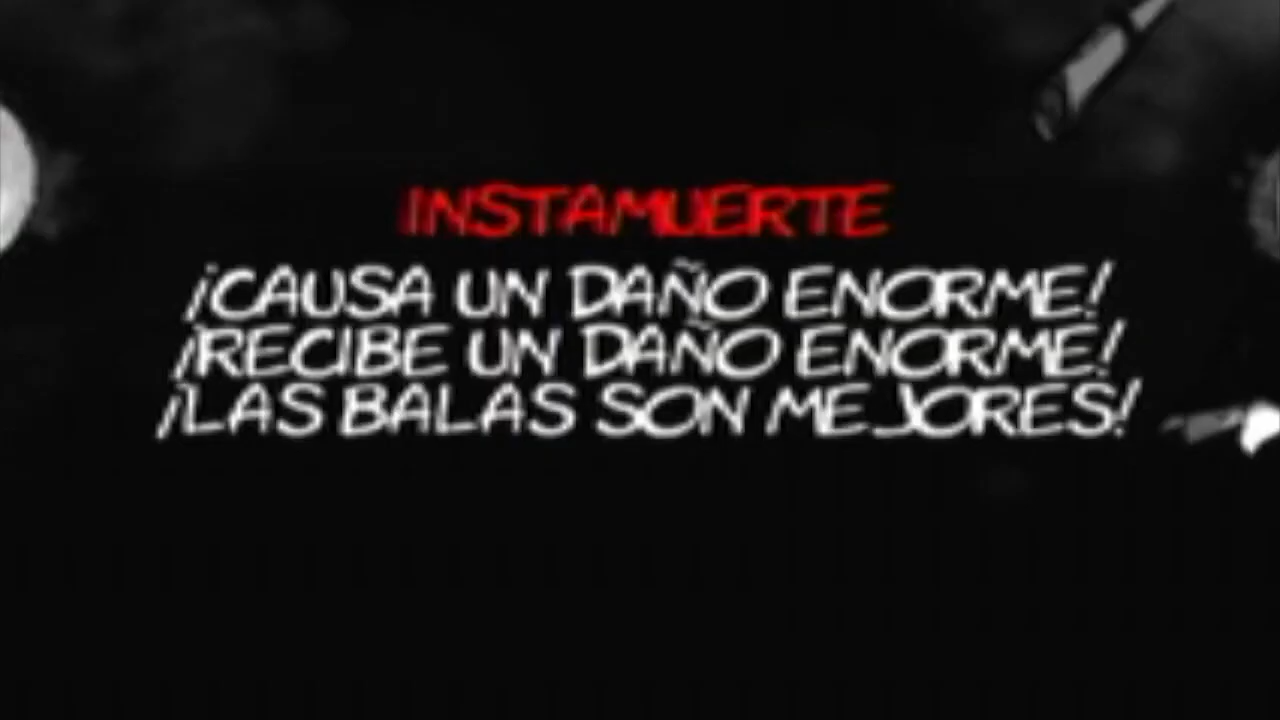 INSTAMUERTE
¡CAUSA UN DAÑO ENORME!
¡RECIBE UN DAÑO ENORME!
¡LAS BALAS SON MEJORES!